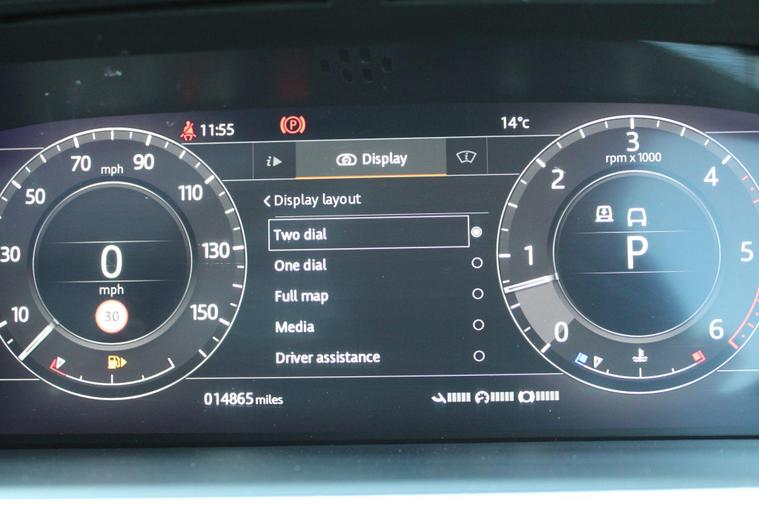 11:55
P
14°c
i
Display
Display layout
Two dial
One dial
Full map
Media
Driver assistance
10
30
50
70
mph
90
110
130
150
0
mph
30
0
1
2
3
rpm x 1000
4
5
6
P
014865 miles